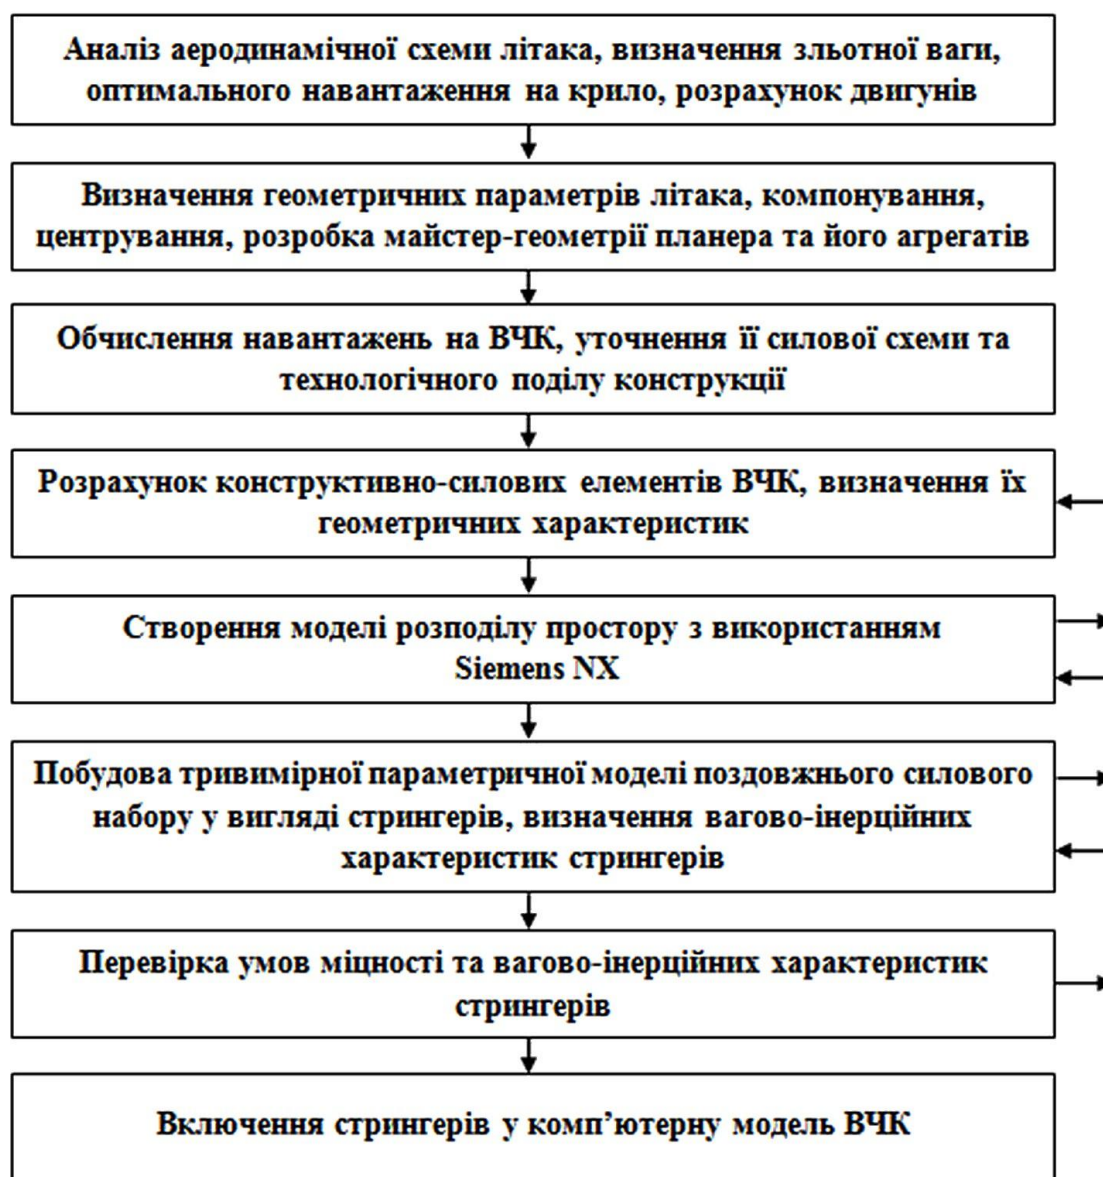 Аналіз аеродинамічної схеми літака, визначення зльотної ваги,
оптимального навантаження на крило, розрахунок двигунів
Визначення геометричних параметрів літака, компонування,
центрування, розробка майстер-геометрії планера та його агрегатів
Обчислення навантажень на ВЧК, уточнення її силової схеми та
технологічного поділу конструкції
Розрахунок конструктивно-силових елементів ВЧК, визначення їх
геометричних характеристик
Створення моделі розподілу простору з використанням
Siemens NX
Побудова тривимірної параметричної моделі поздовжнього силового
набору у вигляді стрингерів, визначення вагово-інерційних
характеристик стрингерів
Перевірка умов міцності та вагово-інерційних характеристик
стрингерів
Включення стрингерів у комп’ютерну модель ВЧК